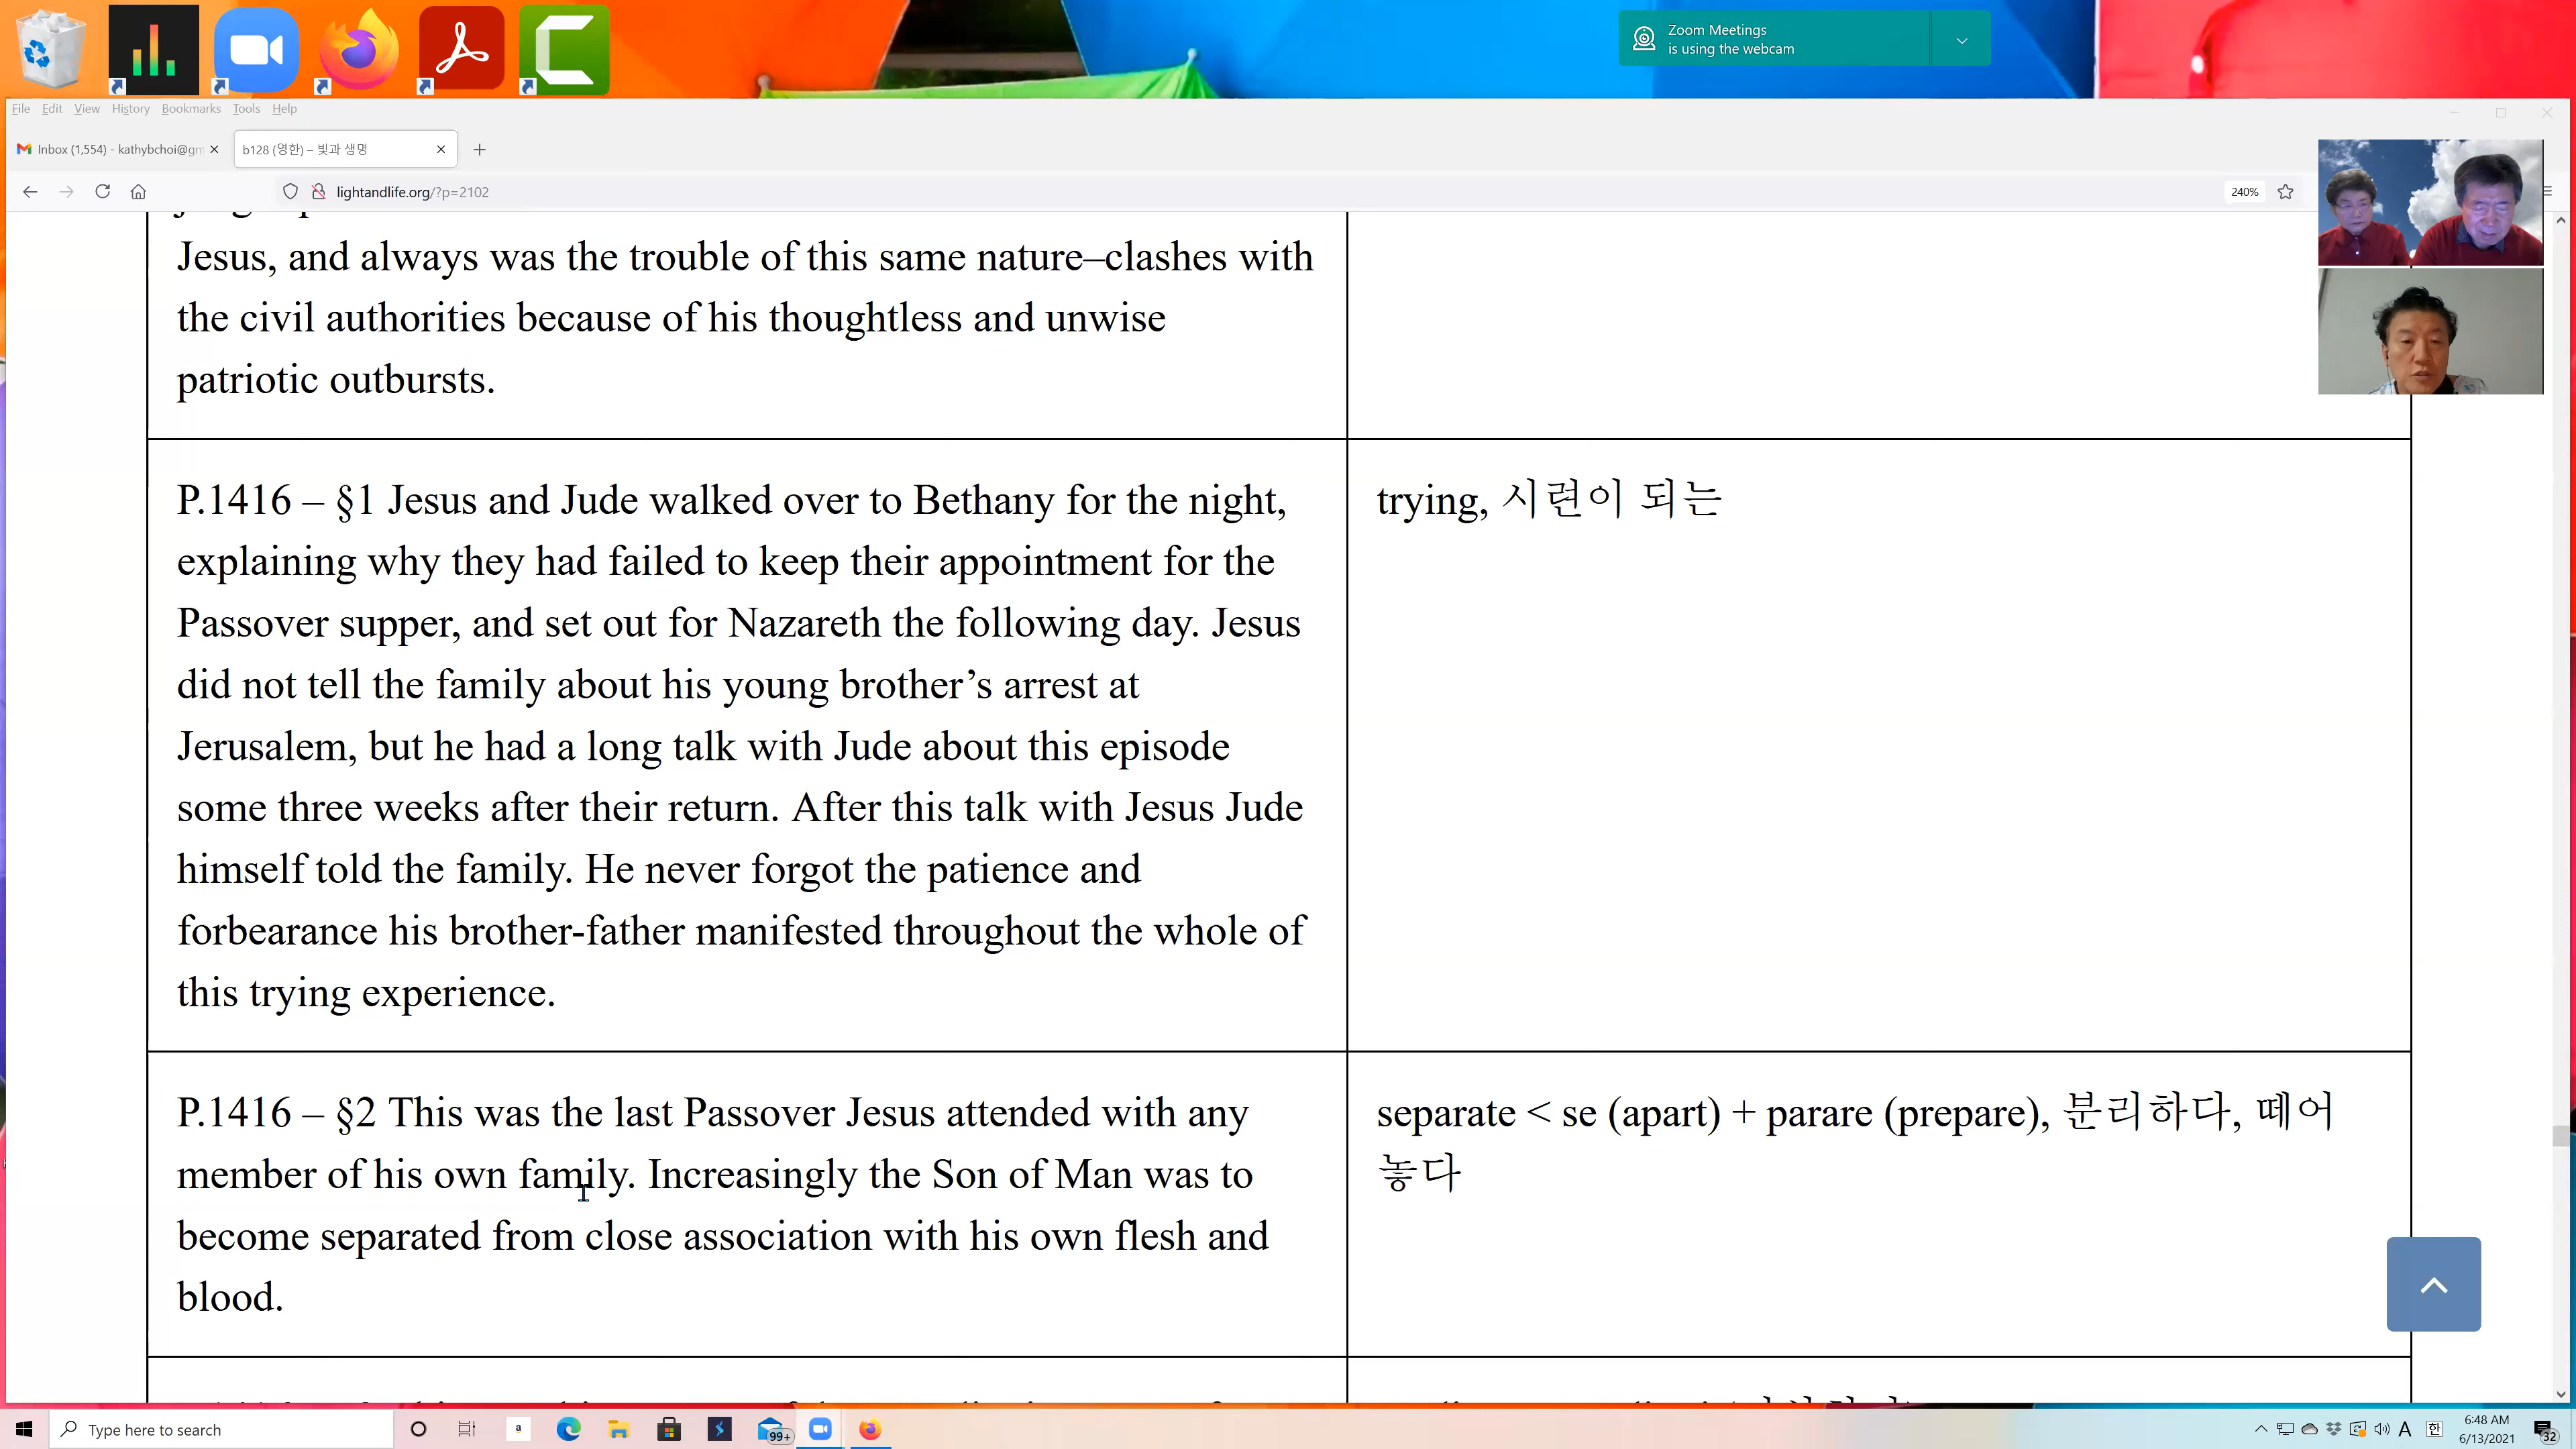 Zoom Meetings
is using the webcam
File Edit View History Bookmarks Tools Help
Inbox (1,554) - kathybchoi@gm
b128 (영한) – 빛과 생명
lightandlife.org/?p=2102
240%
Jesus, and always was the trouble of this same nature–clashes with
the civil authorities because of his thoughtless and unwise
patriotic outbursts.
P.1416 – §1 Jesus and Jude walked over to Bethany for the night,
explaining why they had failed to keep their appointment for the
Passover supper, and set out for Nazareth the following day. Jesus
did not tell the family about his young brother’s arrest at
Jerusalem, but he had a long talk with Jude about this episode
some three weeks after their return. After this talk with Jesus Jude
himself told the family. He never forgot the patience and
forbearance his brother-father manifested throughout the whole of
this trying experience.
trying, 시련이 되는
P.1416 – §2 This was the last Passover Jesus attended with any
member of his own family. Increasingly the Son of Man was to
become separated from close association with his own flesh and
blood.
separate < se (apart) + parare (prepare), 분리하다, 떼어
놓다
Type here to search
a
99+
A
한
6:48 AM
6/13/2021
32